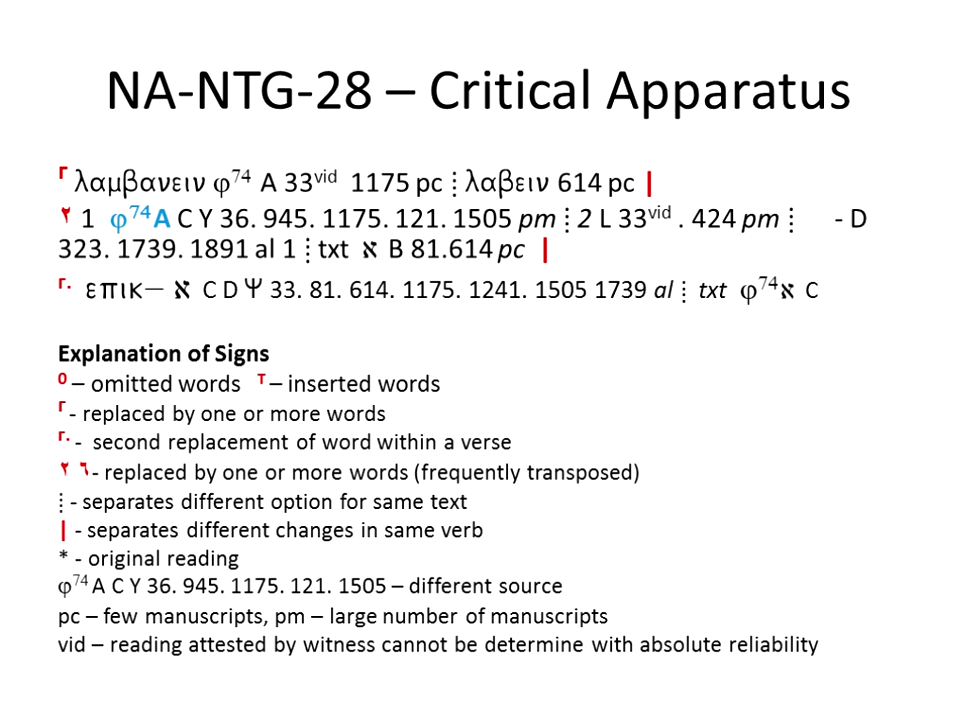 NA-NTG-28 – Critical Apparatus
⸀ λαμβανειν φ⁷⁴ A 33ᵛⁱᵈ 1175 pc ⁞ λαβειν 614 pc |
⸂ 1 φ⁷⁴ A C Y 36. 945. 1175. 121. 1505 pm ⁞ 2 L 33ᵛⁱᵈ . 424 pm ⁞ - D
323. 1739. 1891 al 1 ⁞ txt א B 81.614 pc |
⸀· επικ— א C D Ψ 33. 81. 614. 1175. 1241. 1505 1739 al ⁞ txt φ⁷⁴ א C
Explanation of Signs
⁰ – omitted words ᵀ – inserted words
⸀ - replaced by one or more words
⸀· - second replacement of word within a verse
⸂ ⸃ - replaced by one or more words (frequently transposed)
⁞ - separates different option for same text
| - separates different changes in same verb
* - original reading
φ⁷⁴ A C Y 36. 945. 1175. 121. 1505 – different source
pc – few manuscripts, pm – large number of manuscripts
vid – reading attested by witness cannot be determine with absolute reliability